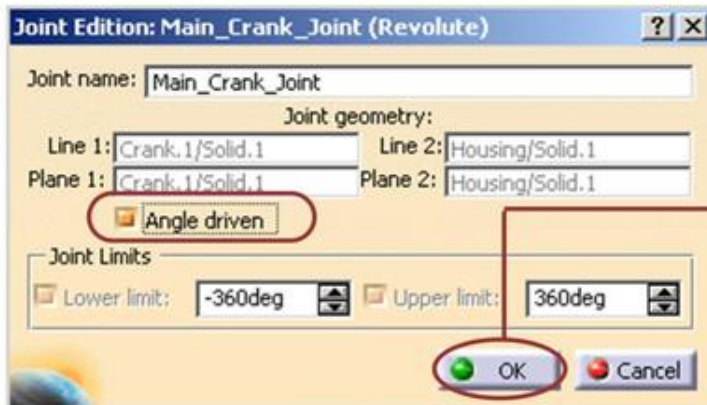 Joint Edition: Main_Crank_Joint (Revolute)
Joint name: Main_Crank_Joint
Joint geometry:
Line 1: Crank.1/Solid.1 Line 2: Housing/Solid.1
Plane 1: Crank.1/Solid.1 Plane 2: Housing/Solid.1
Angle driven
Joint Limits
Lower limit: -360deg Upper limit: 360deg
OK Cancel